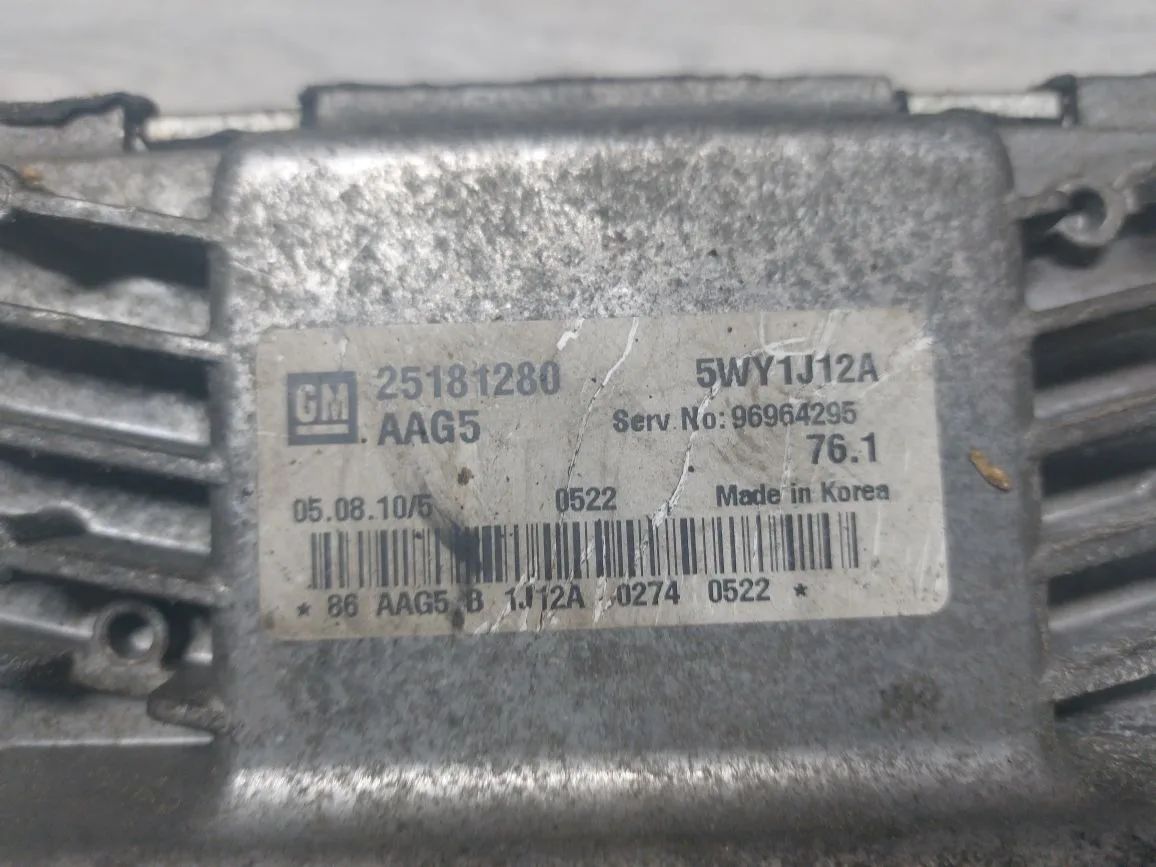 GM 25181280 5WY1J12A
AAG5 Serv No: 96964295
76.1
05.08.10/5 0522 Made in Korea
* 86 AAG5 B 1J12A 0274 0522 *